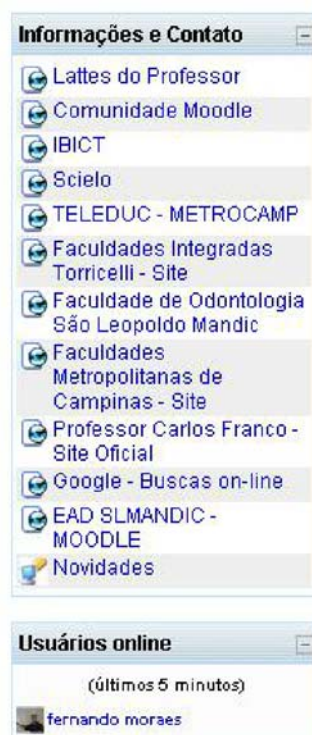 Informações e Contato
Lattes do Professor
Comunidade Moodle
IBICT
Scielo
TELEDUC - METROCAMP
Faculdades Integradas
Torricelli - Site
Faculdade de Odontologia
São Leopoldo Mandic
Faculdades
Metropolitanas de
Campinas - Site
Professor Carlos Franco -
Site Oficial
Google - Buscas on-line
EAD SLMANDIC -
MOODLE
Novidades
Usuários online
(últimos 5 minutos)
fernando moraes